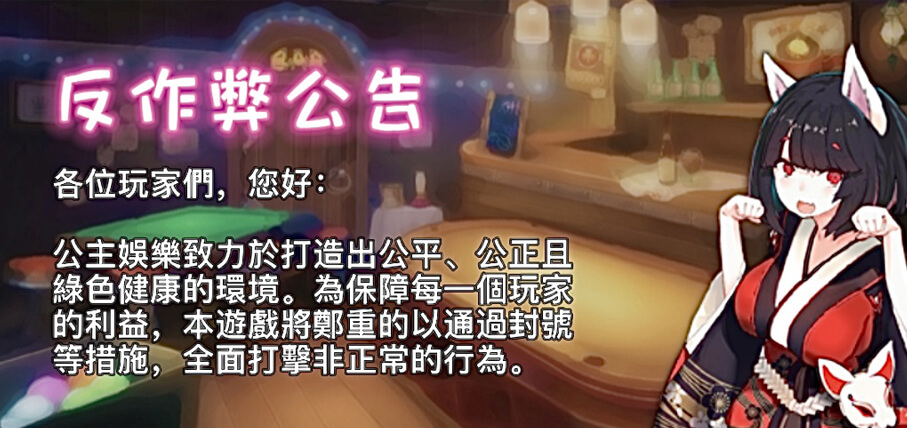 反作弊公告
各位玩家們，您好：
公主娛樂致力於打造出公平、公正且
綠色健康的環境。為保障每一個玩家
的利益，本遊戲將鄭重的以通過封號
等措施，全面打擊非正常的行為。